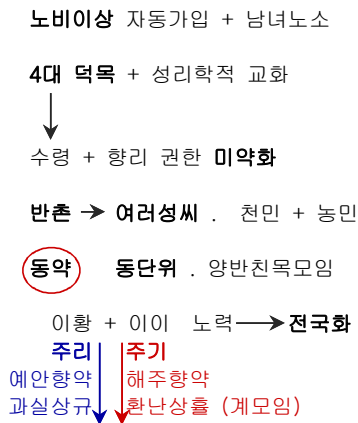 노비이상 자동가입 + 남녀노소
4대 덕목 + 성리학적 교화
수령 + 향리 권한 미약화
반촌 → 여러성씨 . 천민 + 농민
동약 동단위 . 양반친목모임
이황 + 이이 노력 → 전국화
주리 주기
예안향약 해주향약
과실상규 환난상휼 (계모임)